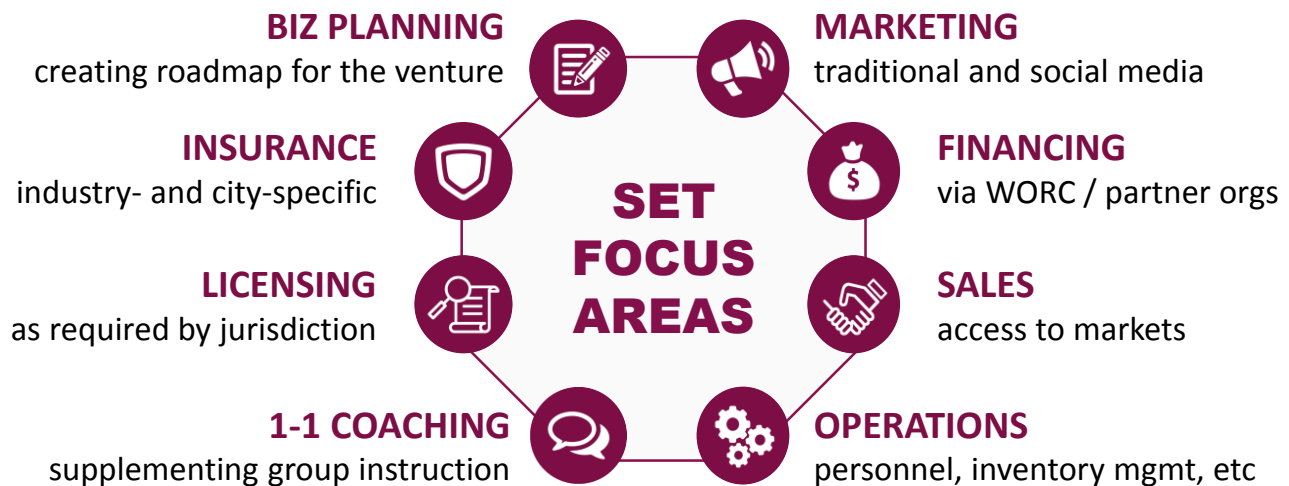 BIZ PLANNING
creating roadmap for the venture
MARKETING
traditional and social media
INSURANCE
industry- and city-specific
FINANCING
via WORC / partner orgs
$
SET
FOCUS
AREAS
LICENSING
as required by jurisdiction
SALES
access to markets
1-1 COACHING
supplementing group instruction
OPERATIONS
personnel, inventory mgmt, etc